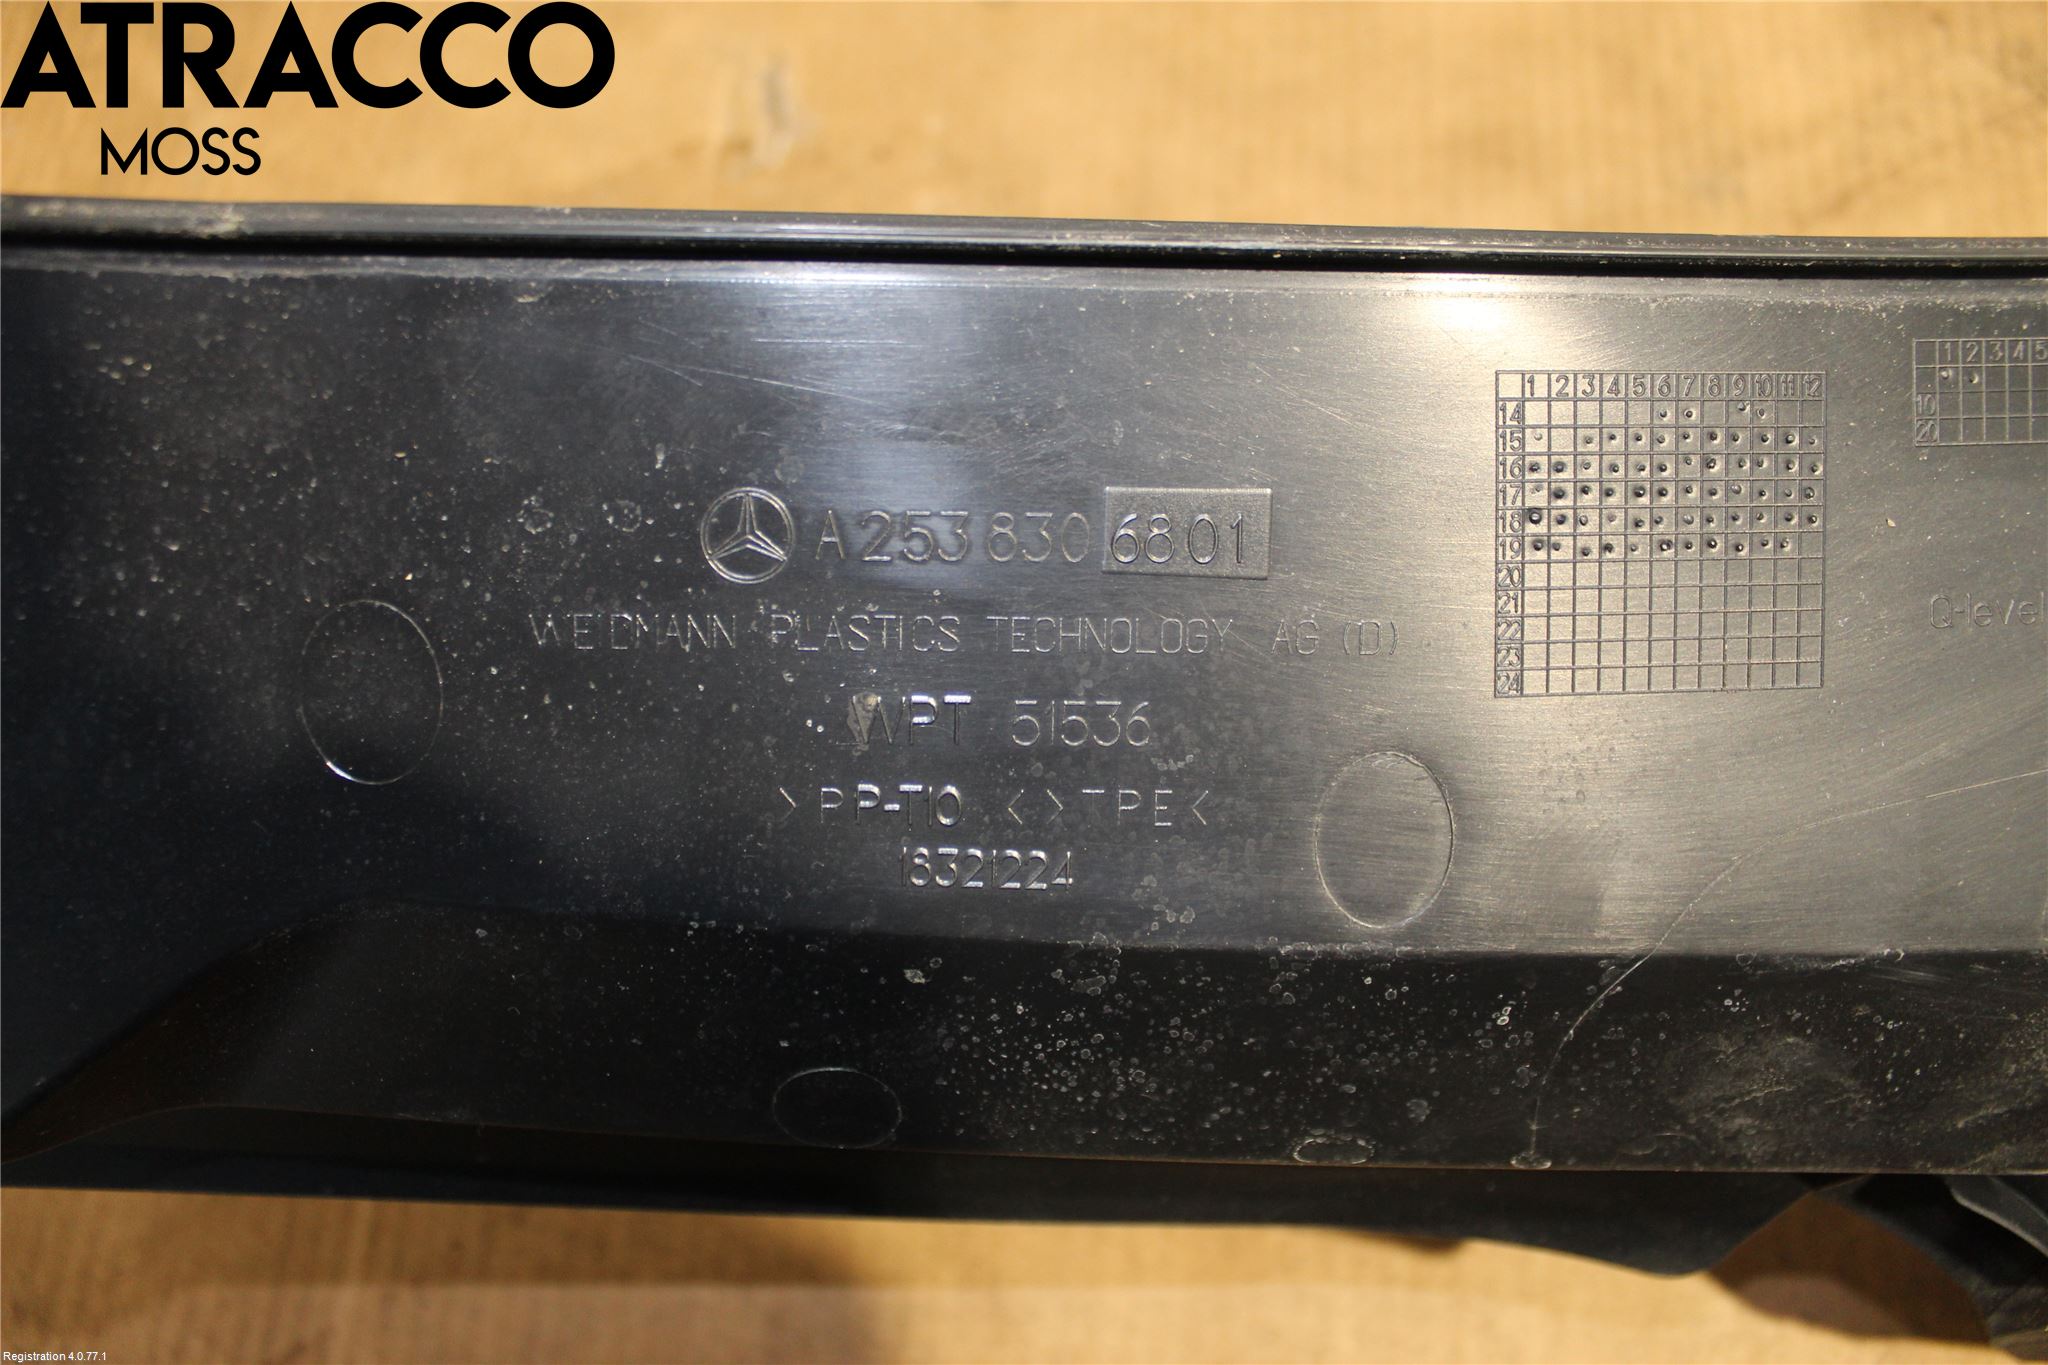 ATRACCO
MOSS
A 253 830 6801
WEIDMANN PLASTICS TECHNOLOGY AG (D)
WPT 51536
>PP-T10 <>TPE<
18321224
1 2 3 4 5 6 7 8 9 10 11 12
14
15
16
17
18
19
20
21
22
23
24
1 2 3 4 5
10
20
Q-level
Registration 4.0.77.1